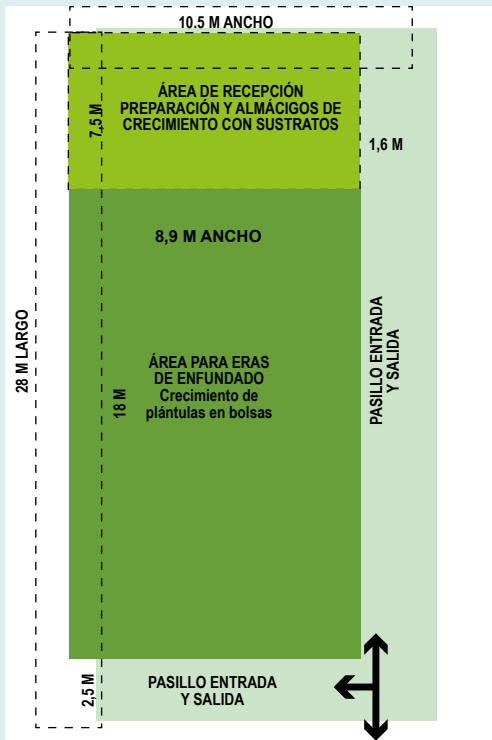 10.5 M ANCHO
ÁREA DE RECEPCIÓN
PREPARACIÓN Y ALMÁCIGOS DE
CRECIMIENTO CON SUSTRATOS
7,5 M
1,6 M
8,9 M ANCHO
28 M LARGO
ÁREA PARA ERAS
DE ENFUNDADO
Crecimiento de
plántulas en bolsas
18 M
PASILLO ENTRADA
Y SALIDA
2,5 M
PASILLO ENTRADA
Y SALIDA